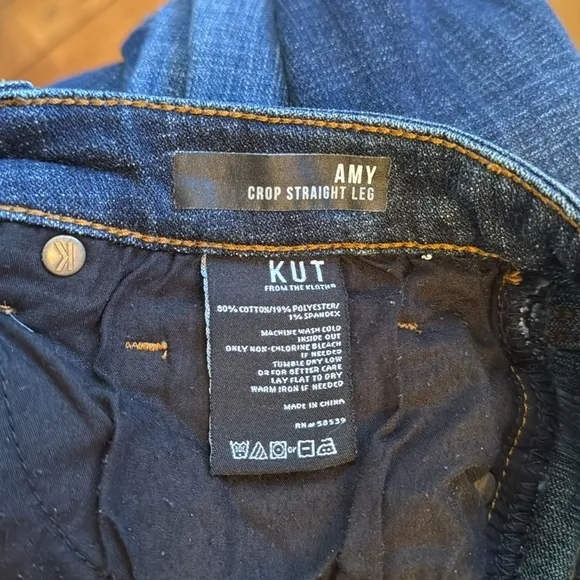 AMY
CROP STRAIGHT LEG
K
KUT
FROM THE KLOTH®
80% COTTON/19% POLYESTER/
1% SPANDEX
MACHINE WASH COLD
INSIDE OUT
ONLY NON-CHLORINE BLEACH
IF NEEDED
TUMBLE DRY LOW
OR FOR BETTER CARE
LAY FLAT TO DRY
WARM IRON IF NEEDED
MADE IN CHINA
RN# 58539
or